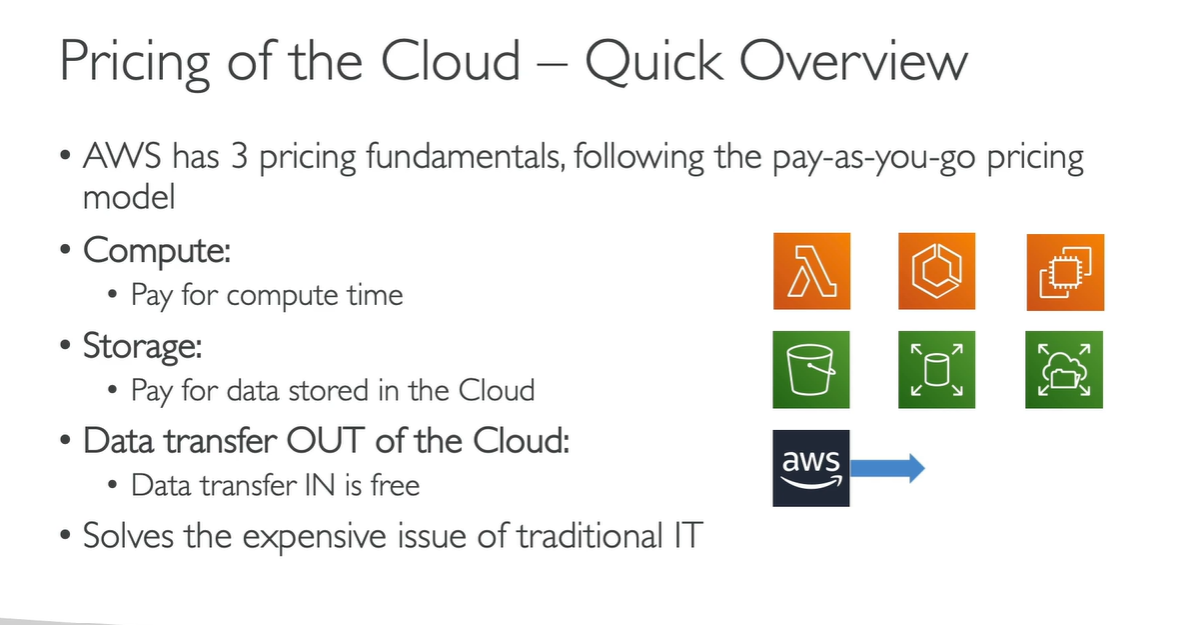 Pricing of the Cloud – Quick Overview
• AWS has 3 pricing fundamentals, following the pay-as-you-go pricing
model
• Compute:
• Pay for compute time
• Storage:
• Pay for data stored in the Cloud
• Data transfer OUT of the Cloud:
• Data transfer IN is free
• Solves the expensive issue of traditional IT
aws